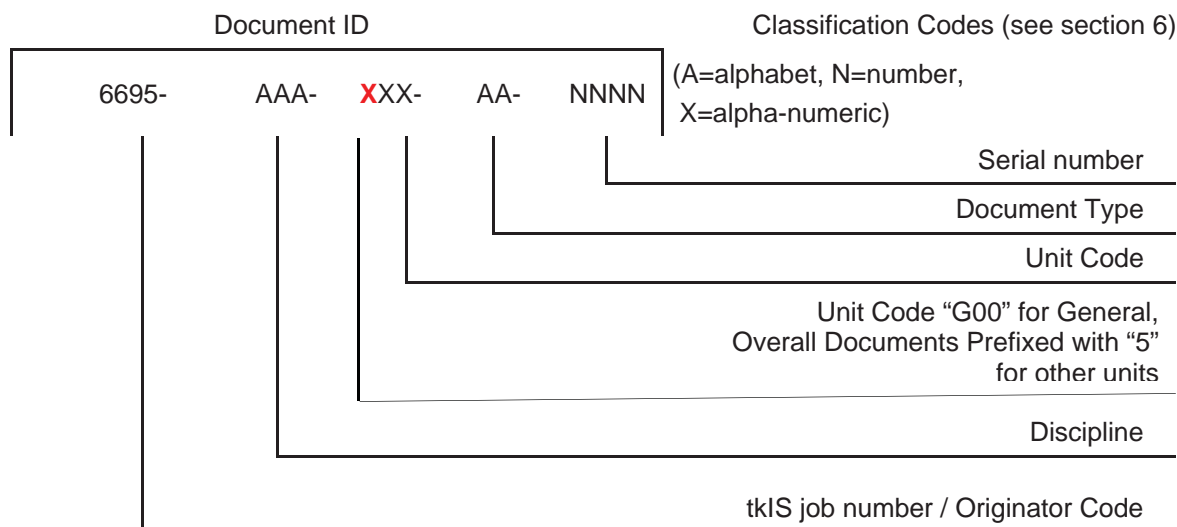 Document ID
Classification Codes (see section 6)
6695- AAA- XXX- AA- NNNN
(A=alphabet, N=number,
X=alpha-numeric)
Serial number
Document Type
Unit Code
Unit Code “G00” for General,
Overall Documents Prefixed with “5”
for other units
Discipline
tkIS job number / Originator Code